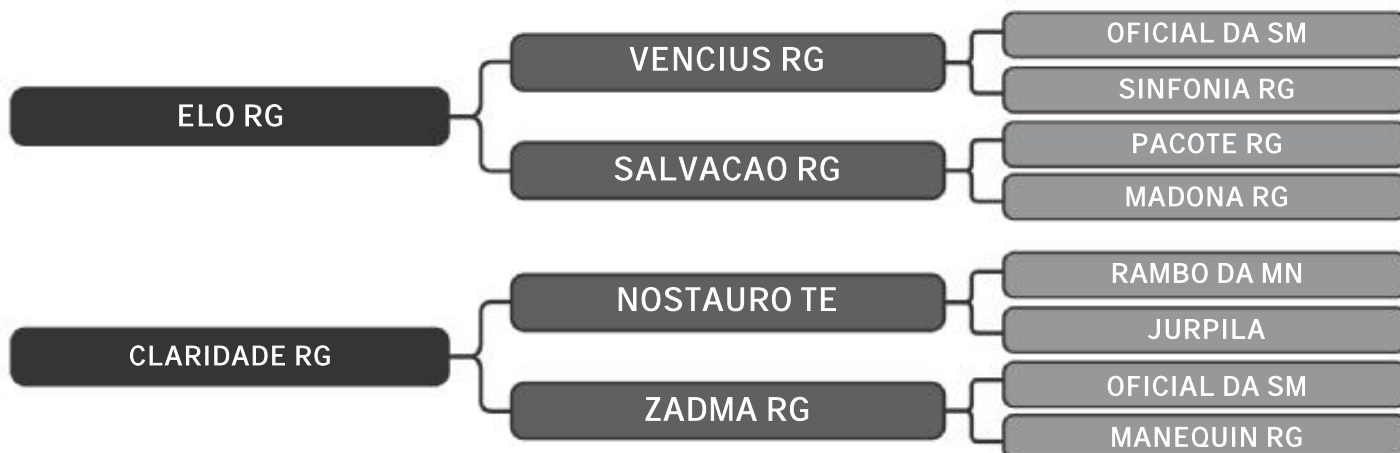 ELO RG
VENCIUS RG
OFICIAL DA SM
SINFONIA RG
SALVACAO RG
PACOTE RG
MADONA RG
CLARIDADE RG
NOSTAURO TE
RAMBO DA MN
JURPILA
ZADMA RG
OFICIAL DA SM
MANEQUIN RG